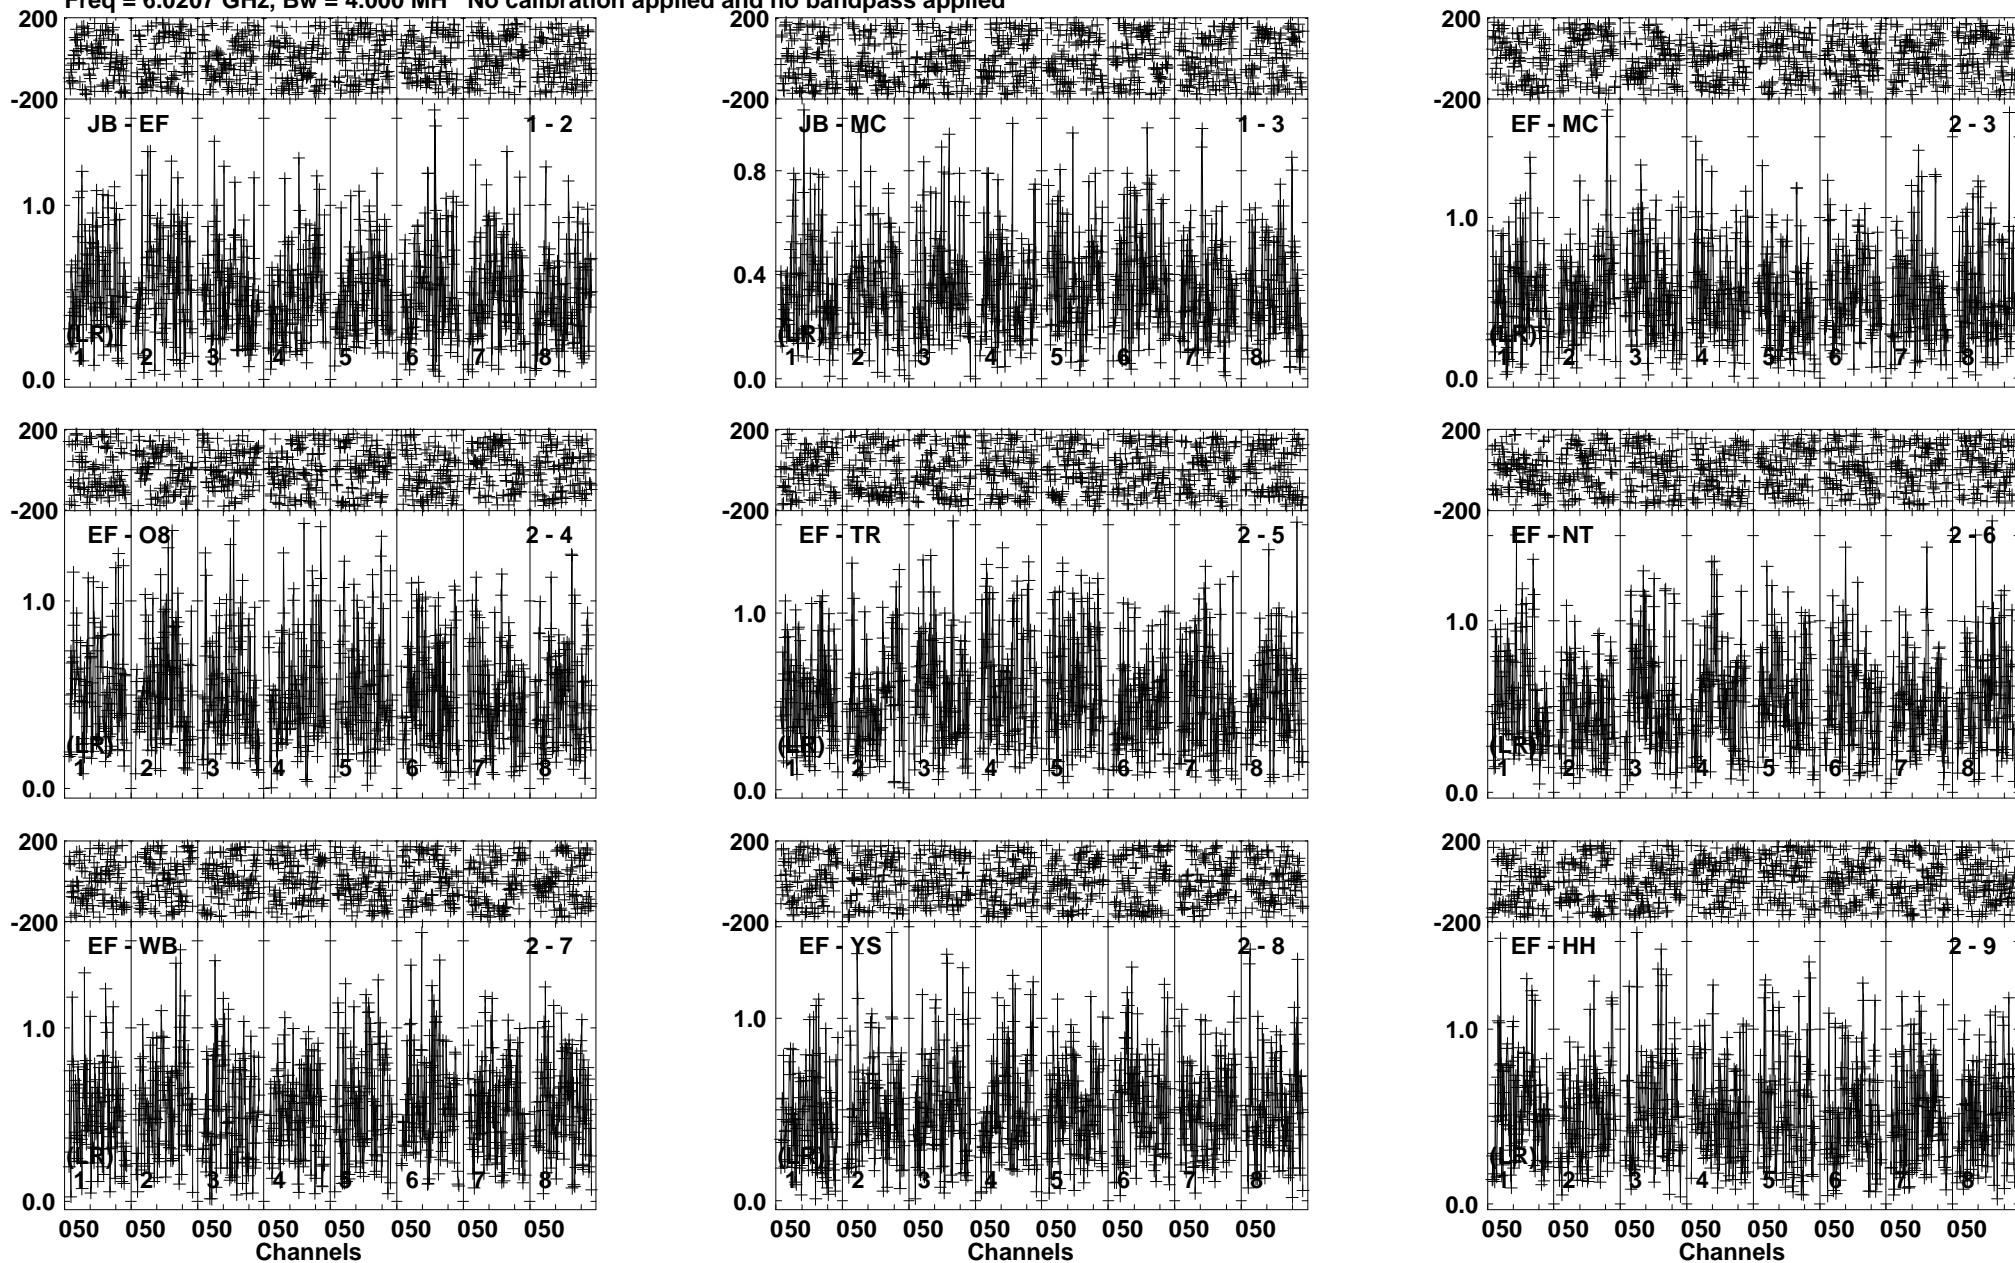 Freq = 6.0207 GHz, Bw = 4.000 MH No calibration applied and no bandpass applied
200
-200
JB - EF 1 - 2
1.0
(LR)
1 2 3 4 5 6 7 8
0.0
200
-200
JB - MC 1 - 3
0.8
0.4
(LR)
1 2 3 4 5 6 7 8
0.0
200
-200
EF - MC 2 - 3
1.0
(LR)
1 2 3 4 5 6 7 8
0.0
200
-200
EF - O8 2 - 4
1.0
(LR)
1 2 3 4 5 6 7 8
0.0
200
-200
EF - TR 2 - 5
1.0
(LR)
1 2 3 4 5 6 7 8
0.0
200
-200
EF - NT 2 - 6
1.0
(LR)
1 2 3 4 5 6 7 8
0.0
200
-200
EF - WB 2 - 7
1.0
(LR)
1 2 3 4 5 6 7 8
0.0
050 050 050 050 050 050 050 050
Channels
200
-200
EF - YS 2 - 8
1.0
(LR)
1 2 3 4 5 6 7 8
0.0
050 050 050 050 050 050 050 050
Channels
200
-200
EF - HH 2 - 9
1.0
(LR)
1 2 3 4 5 6 7 8
0.0
050 050 050 050 050 050 050 050
Channels